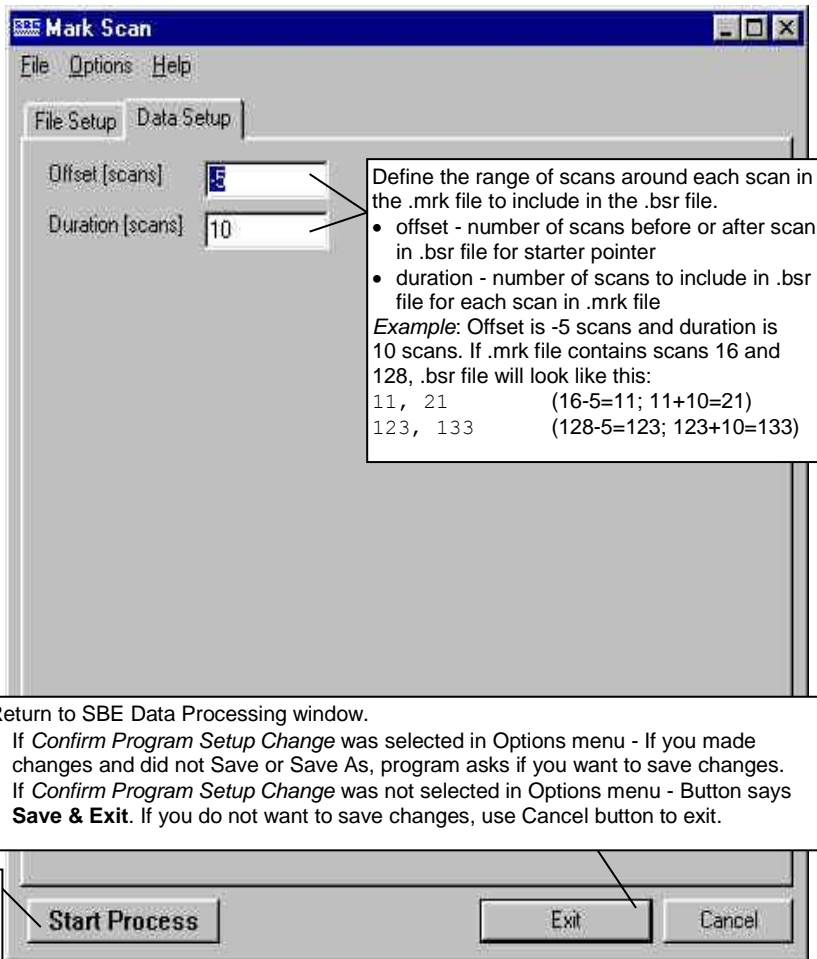 SBE Mark Scan
File Options Help
File Setup Data Setup
Offset [scans] -5
Duration [scans] 10
Define the range of scans around each scan in
the .mrk file to include in the .bsr file.
• offset - number of scans before or after scan
in .bsr file for starter pointer
• duration - number of scans to include in .bsr
file for each scan in .mrk file
Example: Offset is -5 scans and duration is
10 scans. If .mrk file contains scans 16 and
128, .bsr file will look like this:
11, 21 (16-5=11; 11+10=21)
123, 133 (128-5=123; 123+10=133)
Return to SBE Data Processing window.
If Confirm Program Setup Change was selected in Options menu - If you made
changes and did not Save or Save As, program asks if you want to save changes.
If Confirm Program Setup Change was not selected in Options menu - Button says
Save & Exit. If you do not want to save changes, use Cancel button to exit.
Start Process Exit Cancel